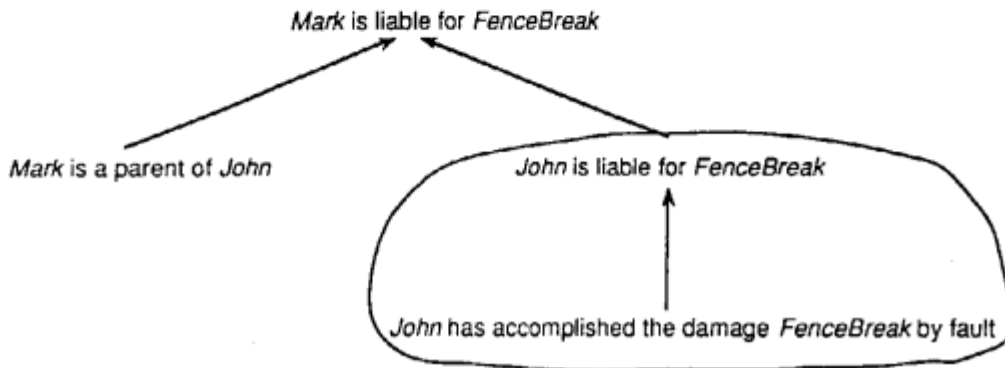 Mark is liable for FenceBreak
Mark is a parent of John
John is liable for FenceBreak
John has accomplished the damage FenceBreak by fault